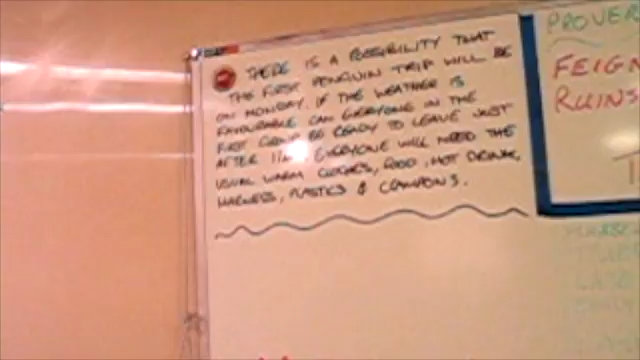 THERE IS A POSSIBILITY THAT
THE FIRST PENGUIN TRIP WILL BE
ON MONDAY. IF THE WEATHER IS
FAVOURABLE CAN EVERYONE IN THE
FIRST GROUP BE READY TO LEAVE JUST
AFTER EVERYONE WILL NEED THE
USUAL WARM CLOTHES, FOOD, HOT DRINK,
HARNESS, PLASTICS & CRAMPONS.
PROVER
FEIGN
RUINS